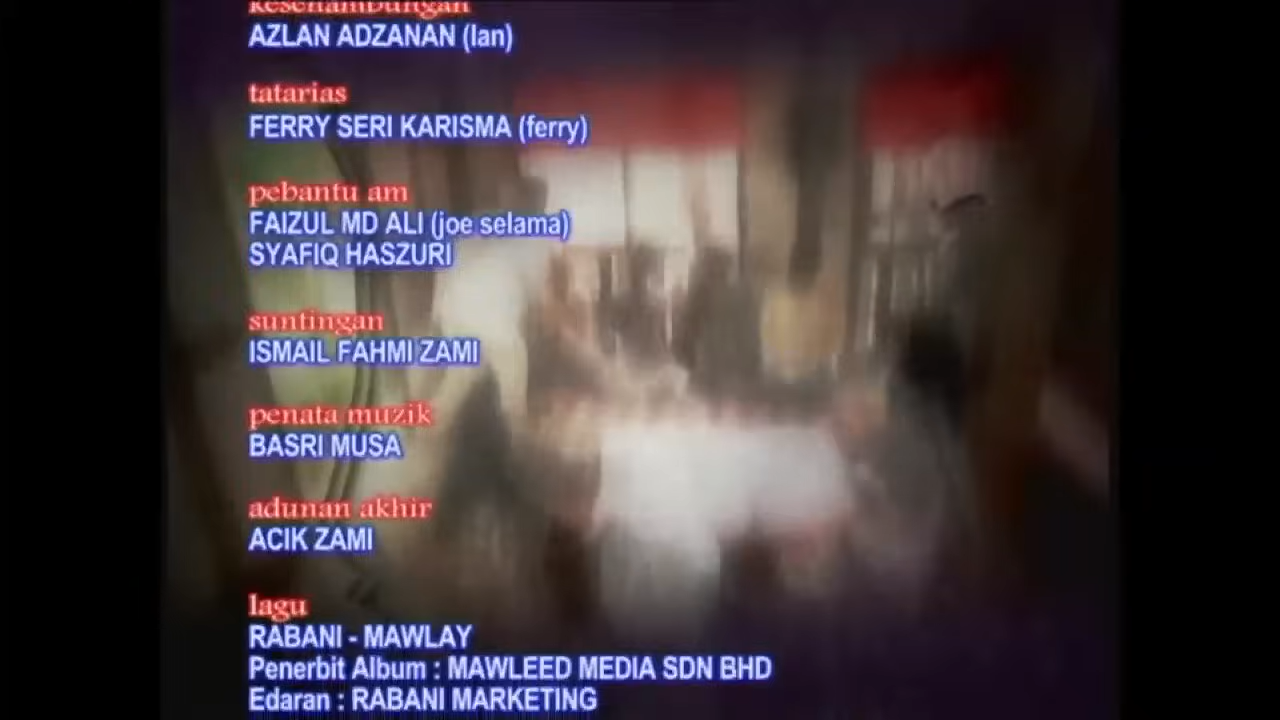 kesenambungan
AZLAN ADZANAN (lan)
tatarias
FERRY SERI KARISMA (ferry)
pebantu am
FAIZUL MD ALI (joe selama)
SYAFIQ HASZURI
suntingan
ISMAIL FAHMI ZAMI
penata muzik
BASRI MUSA
adunan akhir
ACIK ZAMI
lagu
RABANI - MAWLAY
Penerbit Album : MAWLEED MEDIA SDN BHD
Edaran : RABANI MARKETING